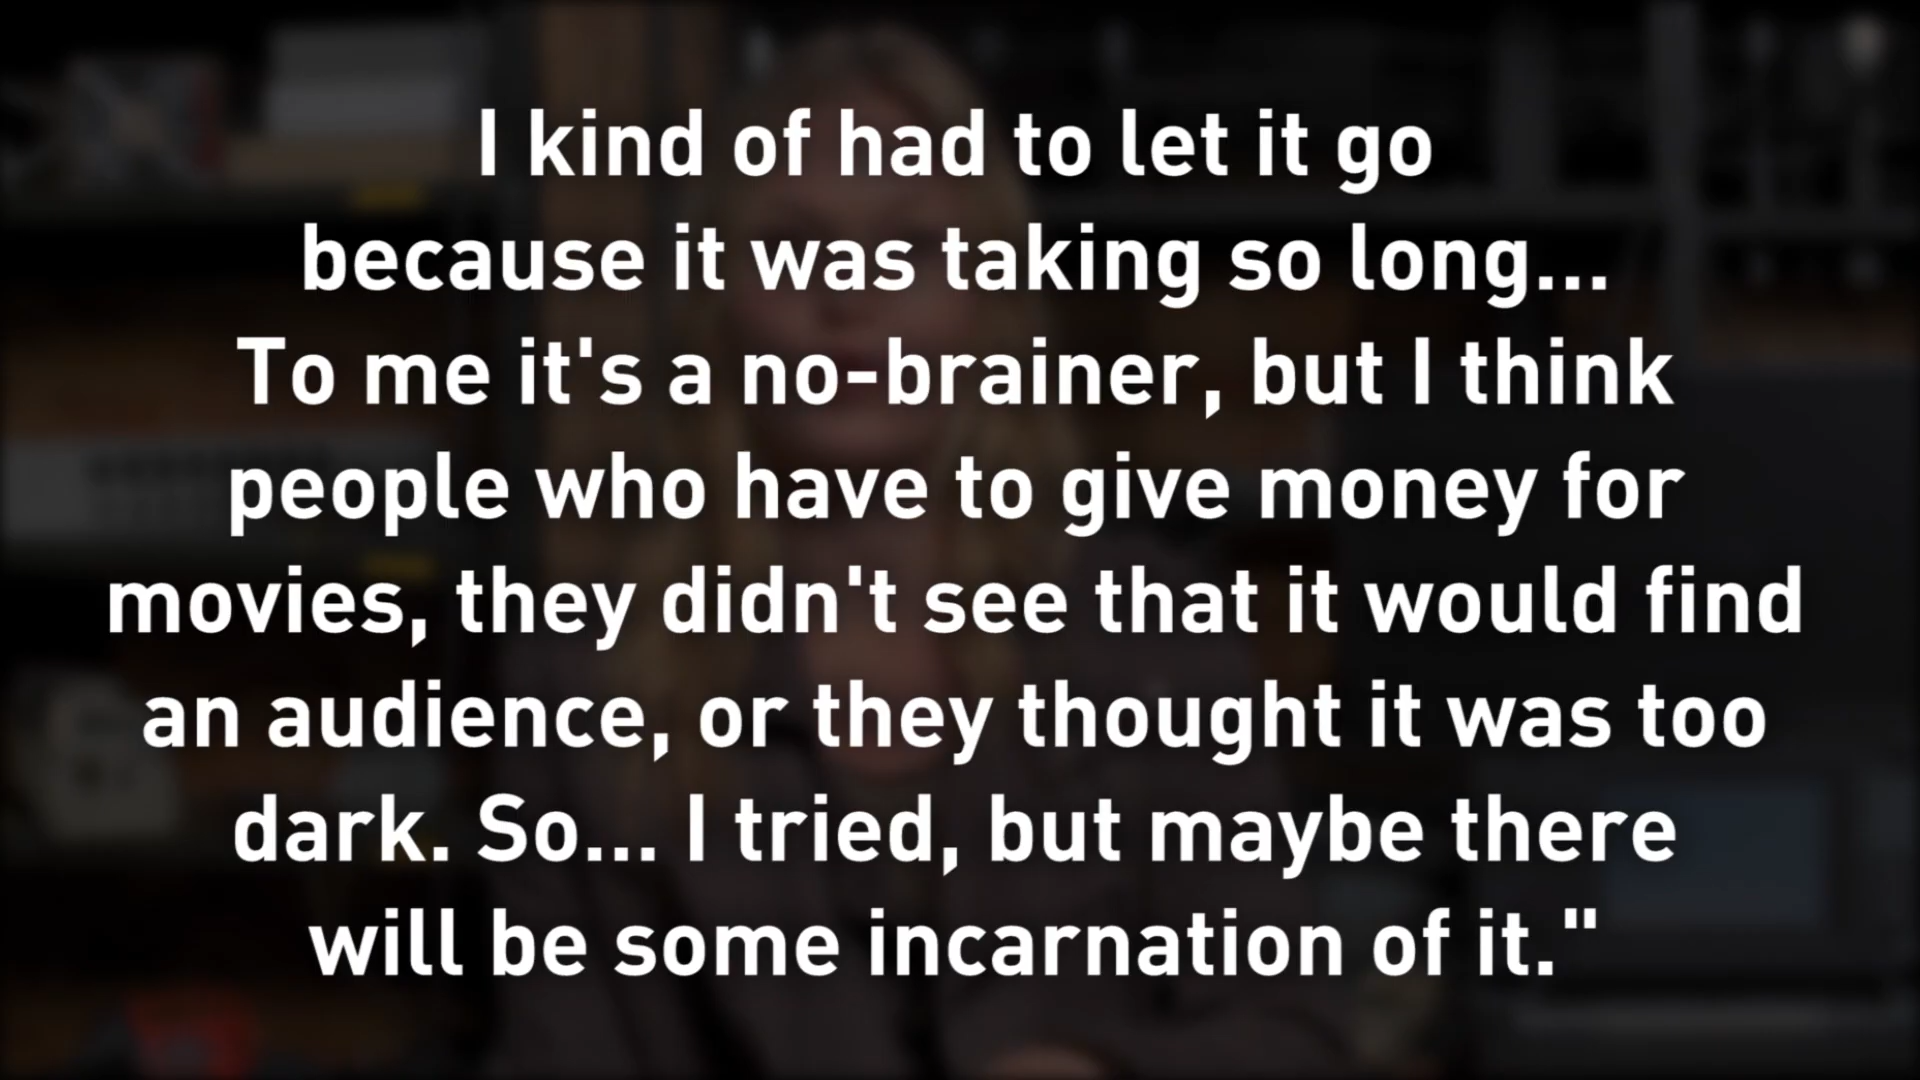 I kind of had to let it go
because it was taking so long...
To me it's a no-brainer, but I think
people who have to give money for
movies, they didn't see that it would find
an audience, or they thought it was too
dark. So... I tried, but maybe there
will be some incarnation of it."